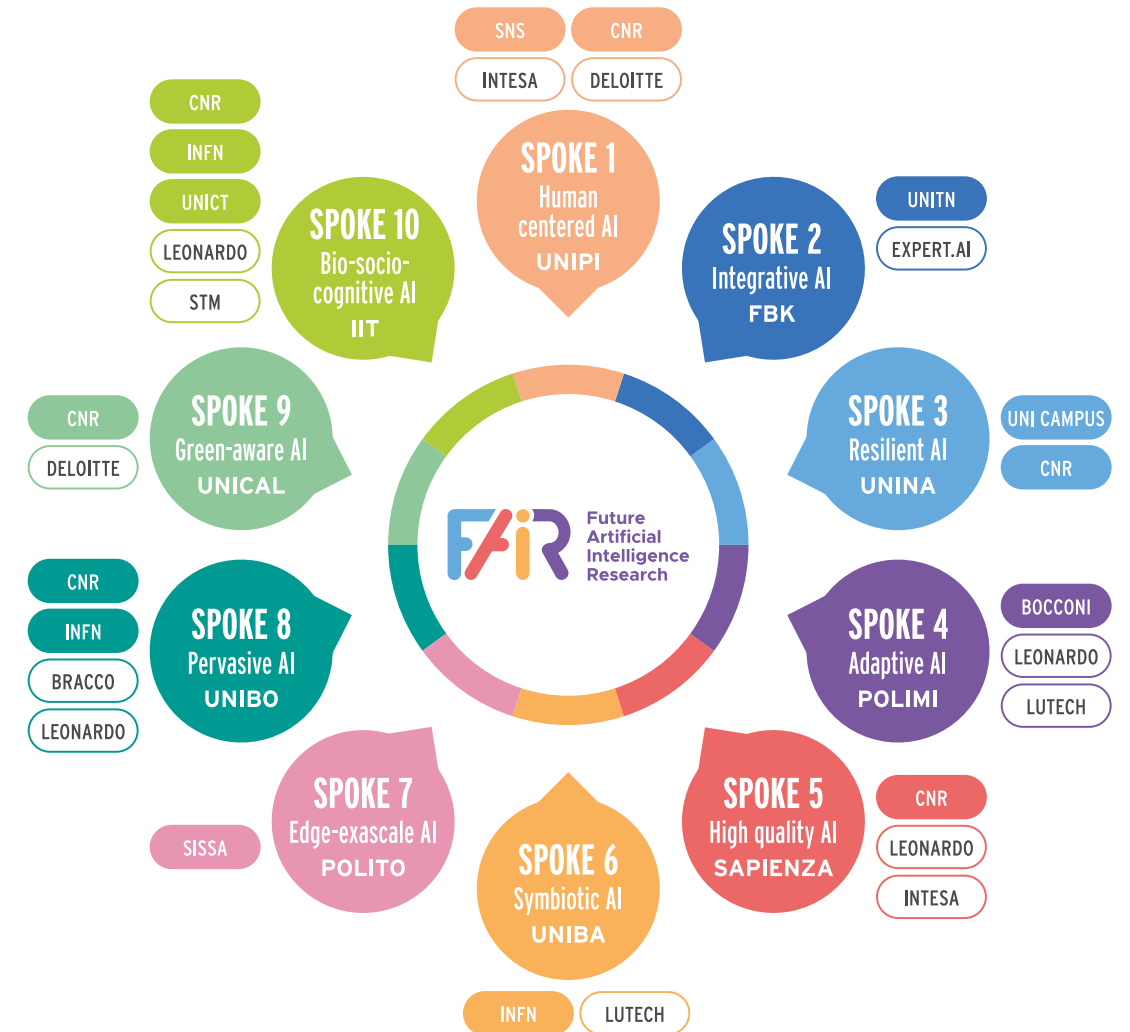 SNS
CNR
INTESA
DELOITTE
SPOKE 1
Human
centered AI
UNIPI
UNITN
EXPERT.AI
SPOKE 2
Integrative AI
FBK
UNI CAMPUS
CNR
SPOKE 3
Resilient AI
UNINA
BOCCONI
LEONARDO
LUTECH
SPOKE 4
Adaptive AI
POLIMI
CNR
LEONARDO
INTESA
SPOKE 5
High quality AI
SAPIENZA
SPOKE 6
Symbiotic AI
UNIBA
INFN
LUTECH
SPOKE 7
Edge-exascale AI
POLITO
SISSA
SPOKE 8
Pervasive AI
UNIBO
CNR
INFN
BRACCO
LEONARDO
SPOKE 9
Green-aware AI
UNICAL
CNR
DELOITTE
SPOKE 10
Bio-socio-
cognitive AI
IIT
CNR
INFN
UNICT
LEONARDO
STM
FAiR
Future
Artificial
Intelligence
Research